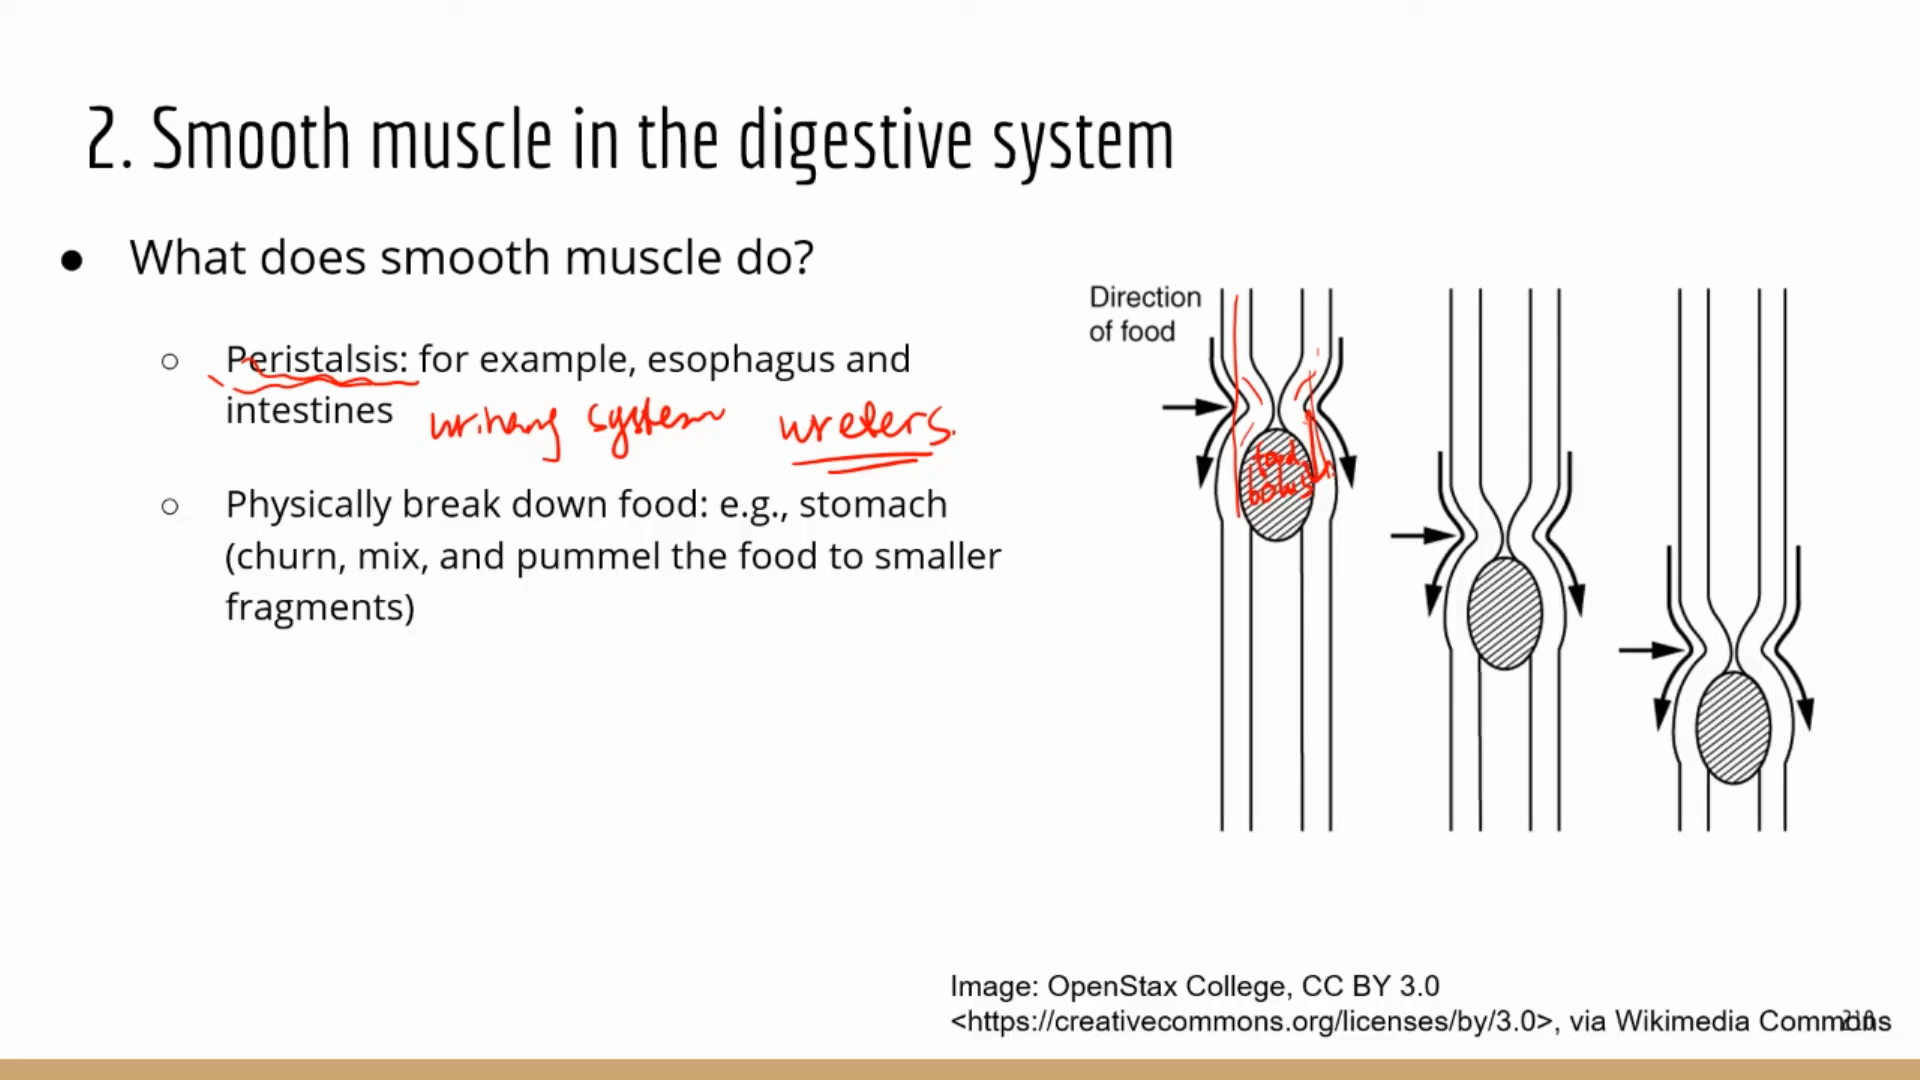 2. Smooth muscle in the digestive system
● What does smooth muscle do?
○ Peristalsis: for example, esophagus and
intestines urinary system ureters.
○ Physically break down food: e.g., stomach
(churn, mix, and pummel the food to smaller
fragments)
Direction
of food
food
bolus
Image: OpenStax College, CC BY 3.0
<https://creativecommons.org/licenses/by/3.0>, via Wikimedia Commons